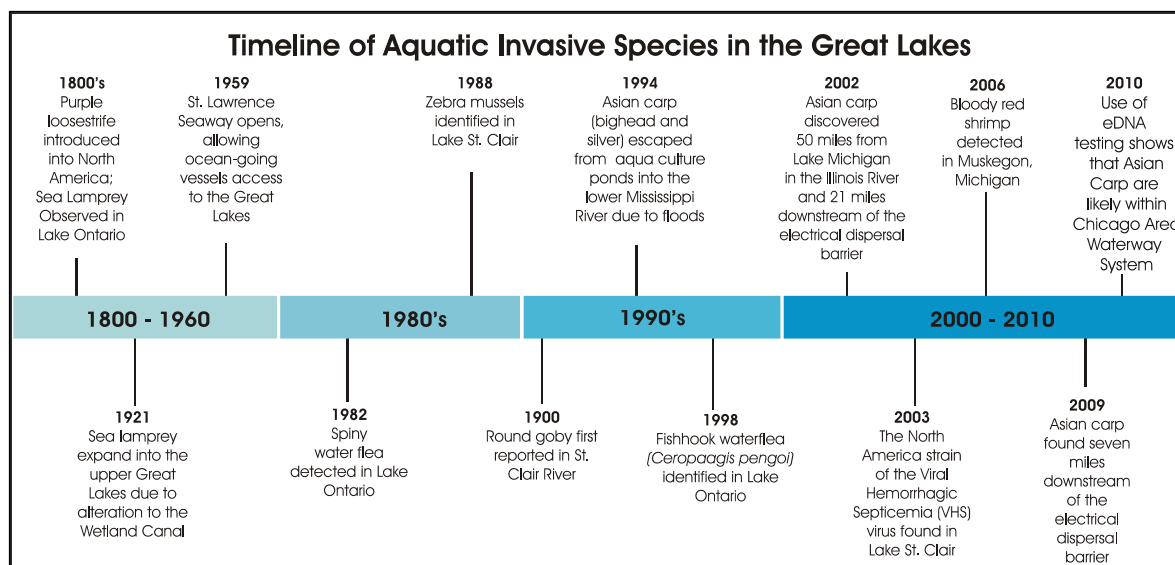 Timeline of Aquatic Invasive Species in the Great Lakes
1800's
Purple
loosestrife
introduced
into North
America;
Sea Lamprey
Observed in
Lake Ontario
1959
St. Lawrence
Seaway opens,
allowing
ocean-going
vessels access
to the Great
Lakes
1988
Zebra mussels
identified in
Lake St. Clair
1994
Asian carp
(bighead and
silver) escaped
from aqua culture
ponds into the
lower Mississippi
River due to floods
2002
Asian carp
discovered
50 miles from
Lake Michigan
in the Illinois River
and 21 miles
downstream of the
electrical dispersal
barrier
2006
Bloody red
shrimp
detected
in Muskegon,
Michigan
2010
Use of
eDNA
testing shows
that Asian
Carp are
likely within
Chicago Area
Waterway
System
1800 - 1960
1980's
1990's
2000 - 2010
1921
Sea lamprey
expand into the
upper Great
Lakes due to
alteration to the
Wetland Canal
1982
Spiny
water flea
detected in Lake
Ontario
1900
Round goby first
reported in St.
Clair River
1998
Fishhook waterflea
(Ceropaagis pengoi)
identified in Lake
Ontario
2003
The North
America strain
of the Viral
Hemorrhagic
Septicemia (VHS)
virus found in
Lake St. Clair
2009
Asian carp
found seven
miles
downstream
of the
electrical
dispersal
barrier